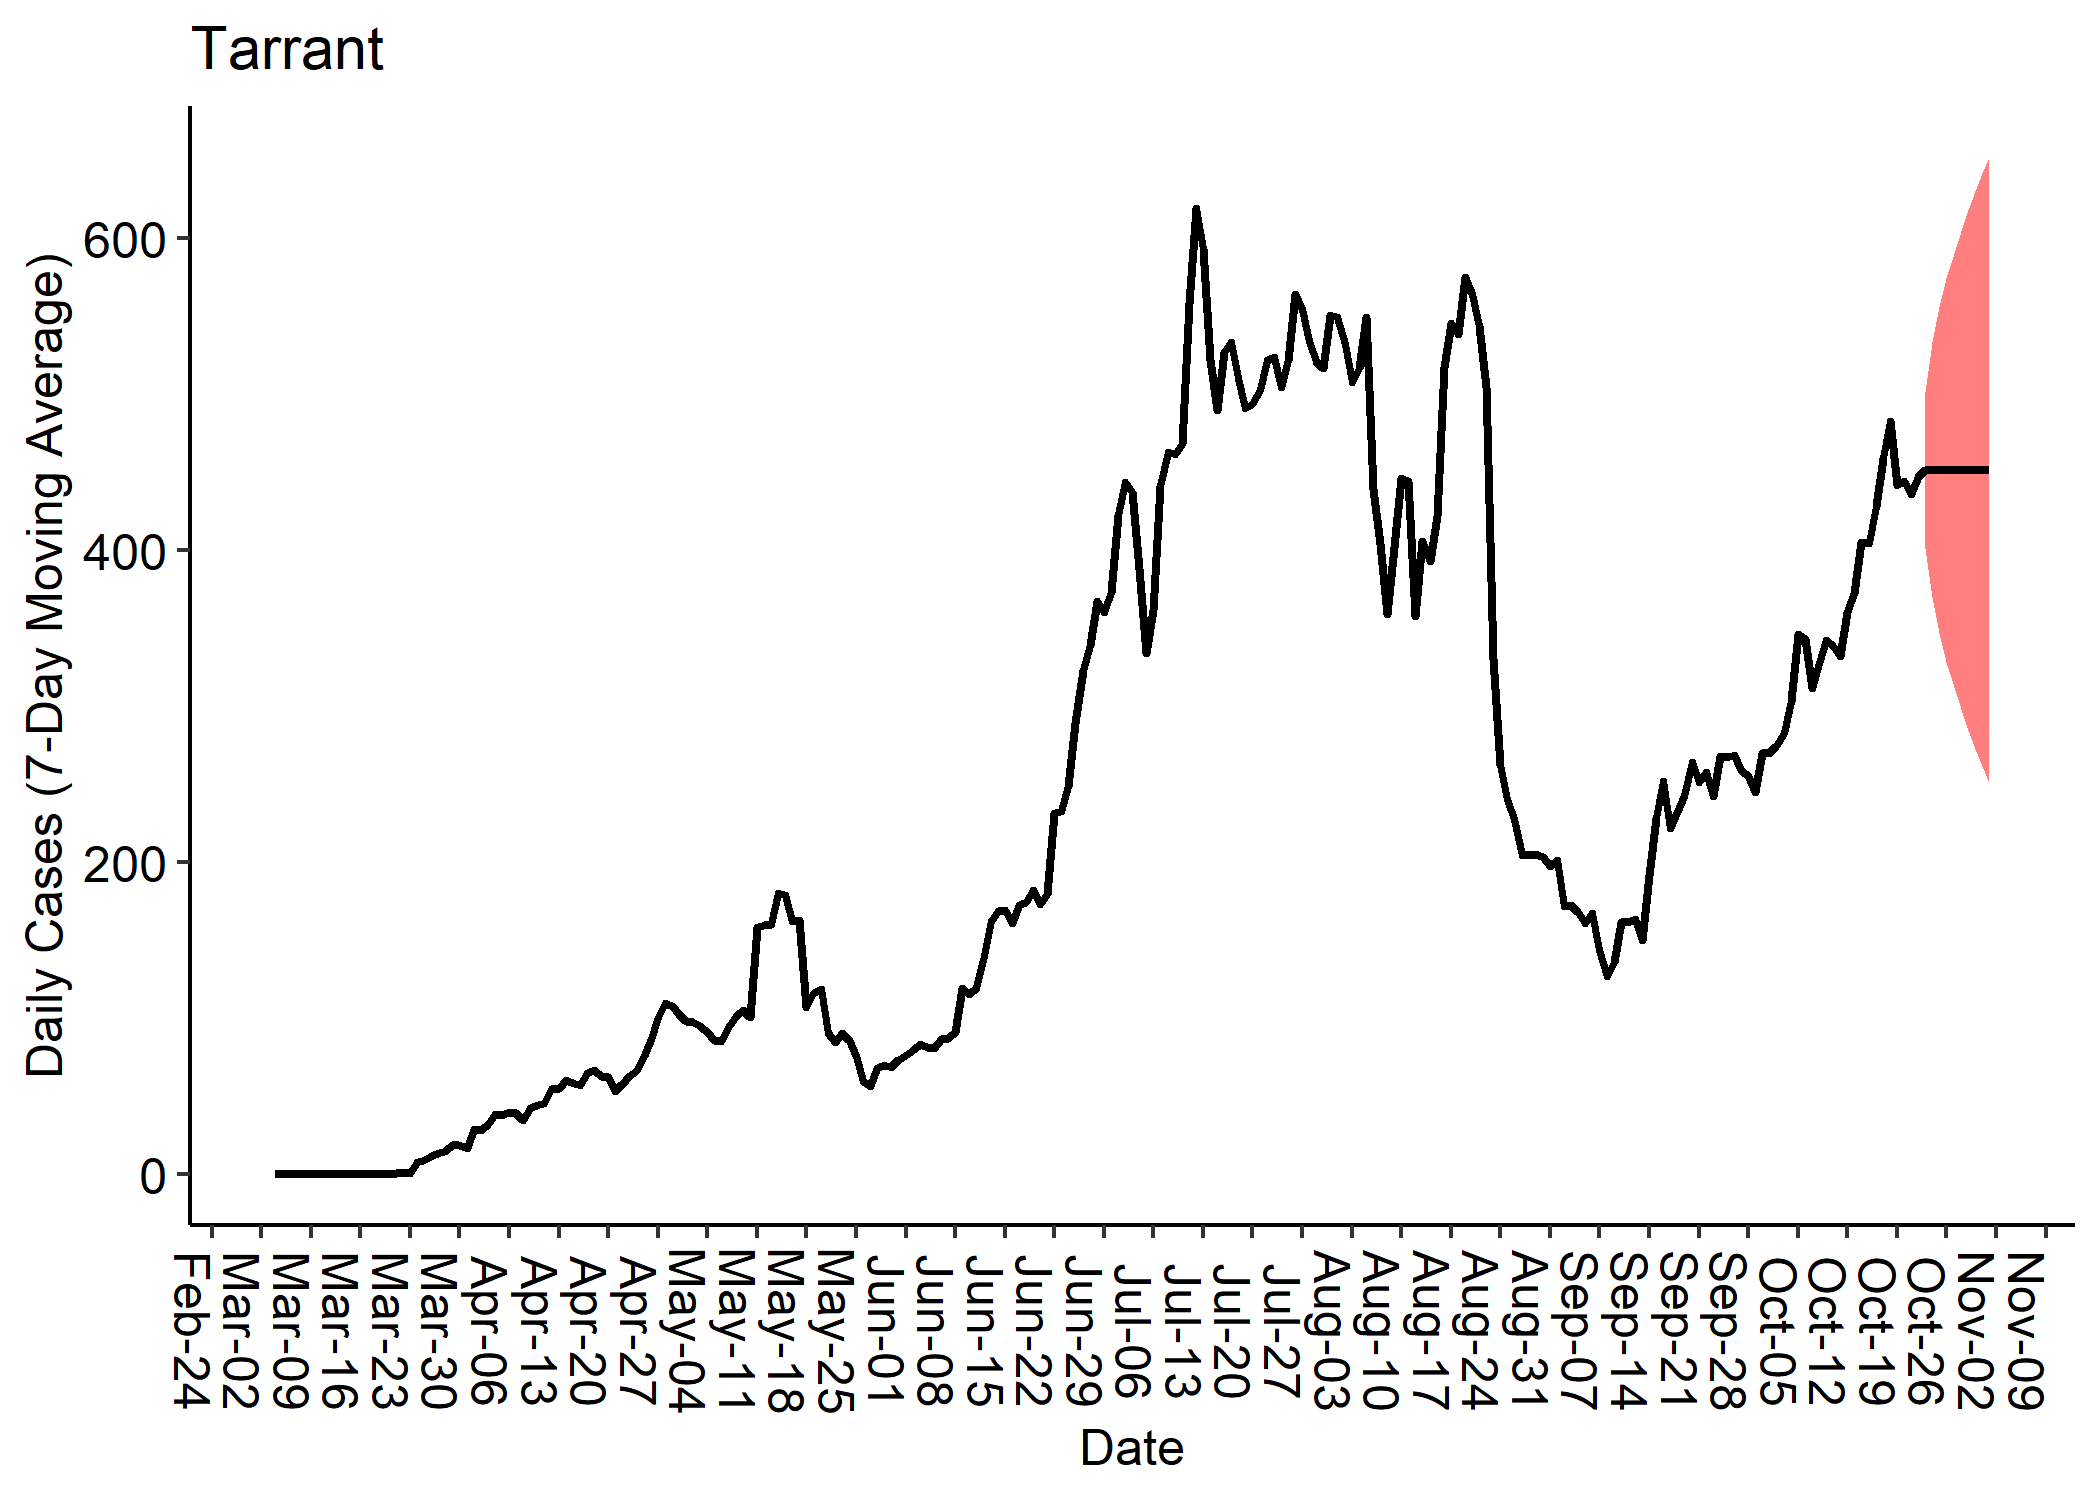 Tarrant
Daily Cases (7-Day Moving Average)
600
400
200
0
Feb-24
Mar-02
Mar-09
Mar-16
Mar-23
Mar-30
Apr-06
Apr-13
Apr-20
Apr-27
May-04
May-11
May-18
May-25
Jun-01
Jun-08
Jun-15
Jun-22
Jun-29
Jul-06
Jul-13
Jul-20
Jul-27
Aug-03
Aug-10
Aug-17
Aug-24
Aug-31
Sep-07
Sep-14
Sep-21
Sep-28
Oct-05
Oct-12
Oct-19
Oct-26
Nov-02
Nov-09
Date